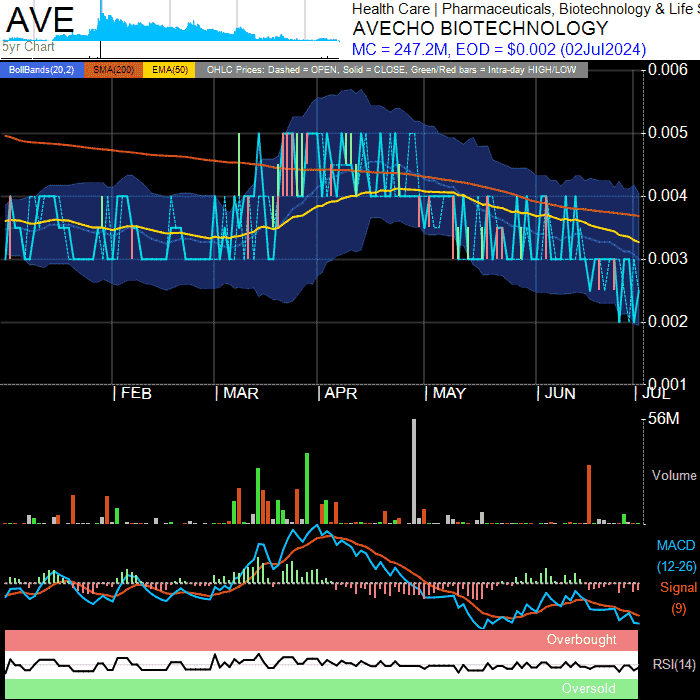 AVE
5yr Chart
Health Care | Pharmaceuticals, Biotechnology & Life S
AVECHO BIOTECHNOLOGY
MC = 247.2M, EOD = $0.002 (02Jul2024)
BollBands(20,2) SMA(200) EMA(50) OHLC Prices: Dashed = OPEN, Solid = CLOSE, Green/Red bars = Intra-day HIGH/LOW
0.006
0.005
0.004
0.003
0.002
0.001
FEB MAR APR MAY JUN JUL
56M
Volume
MACD
(12-26)
Signal
(9)
Overbought
RSI(14)
Oversold